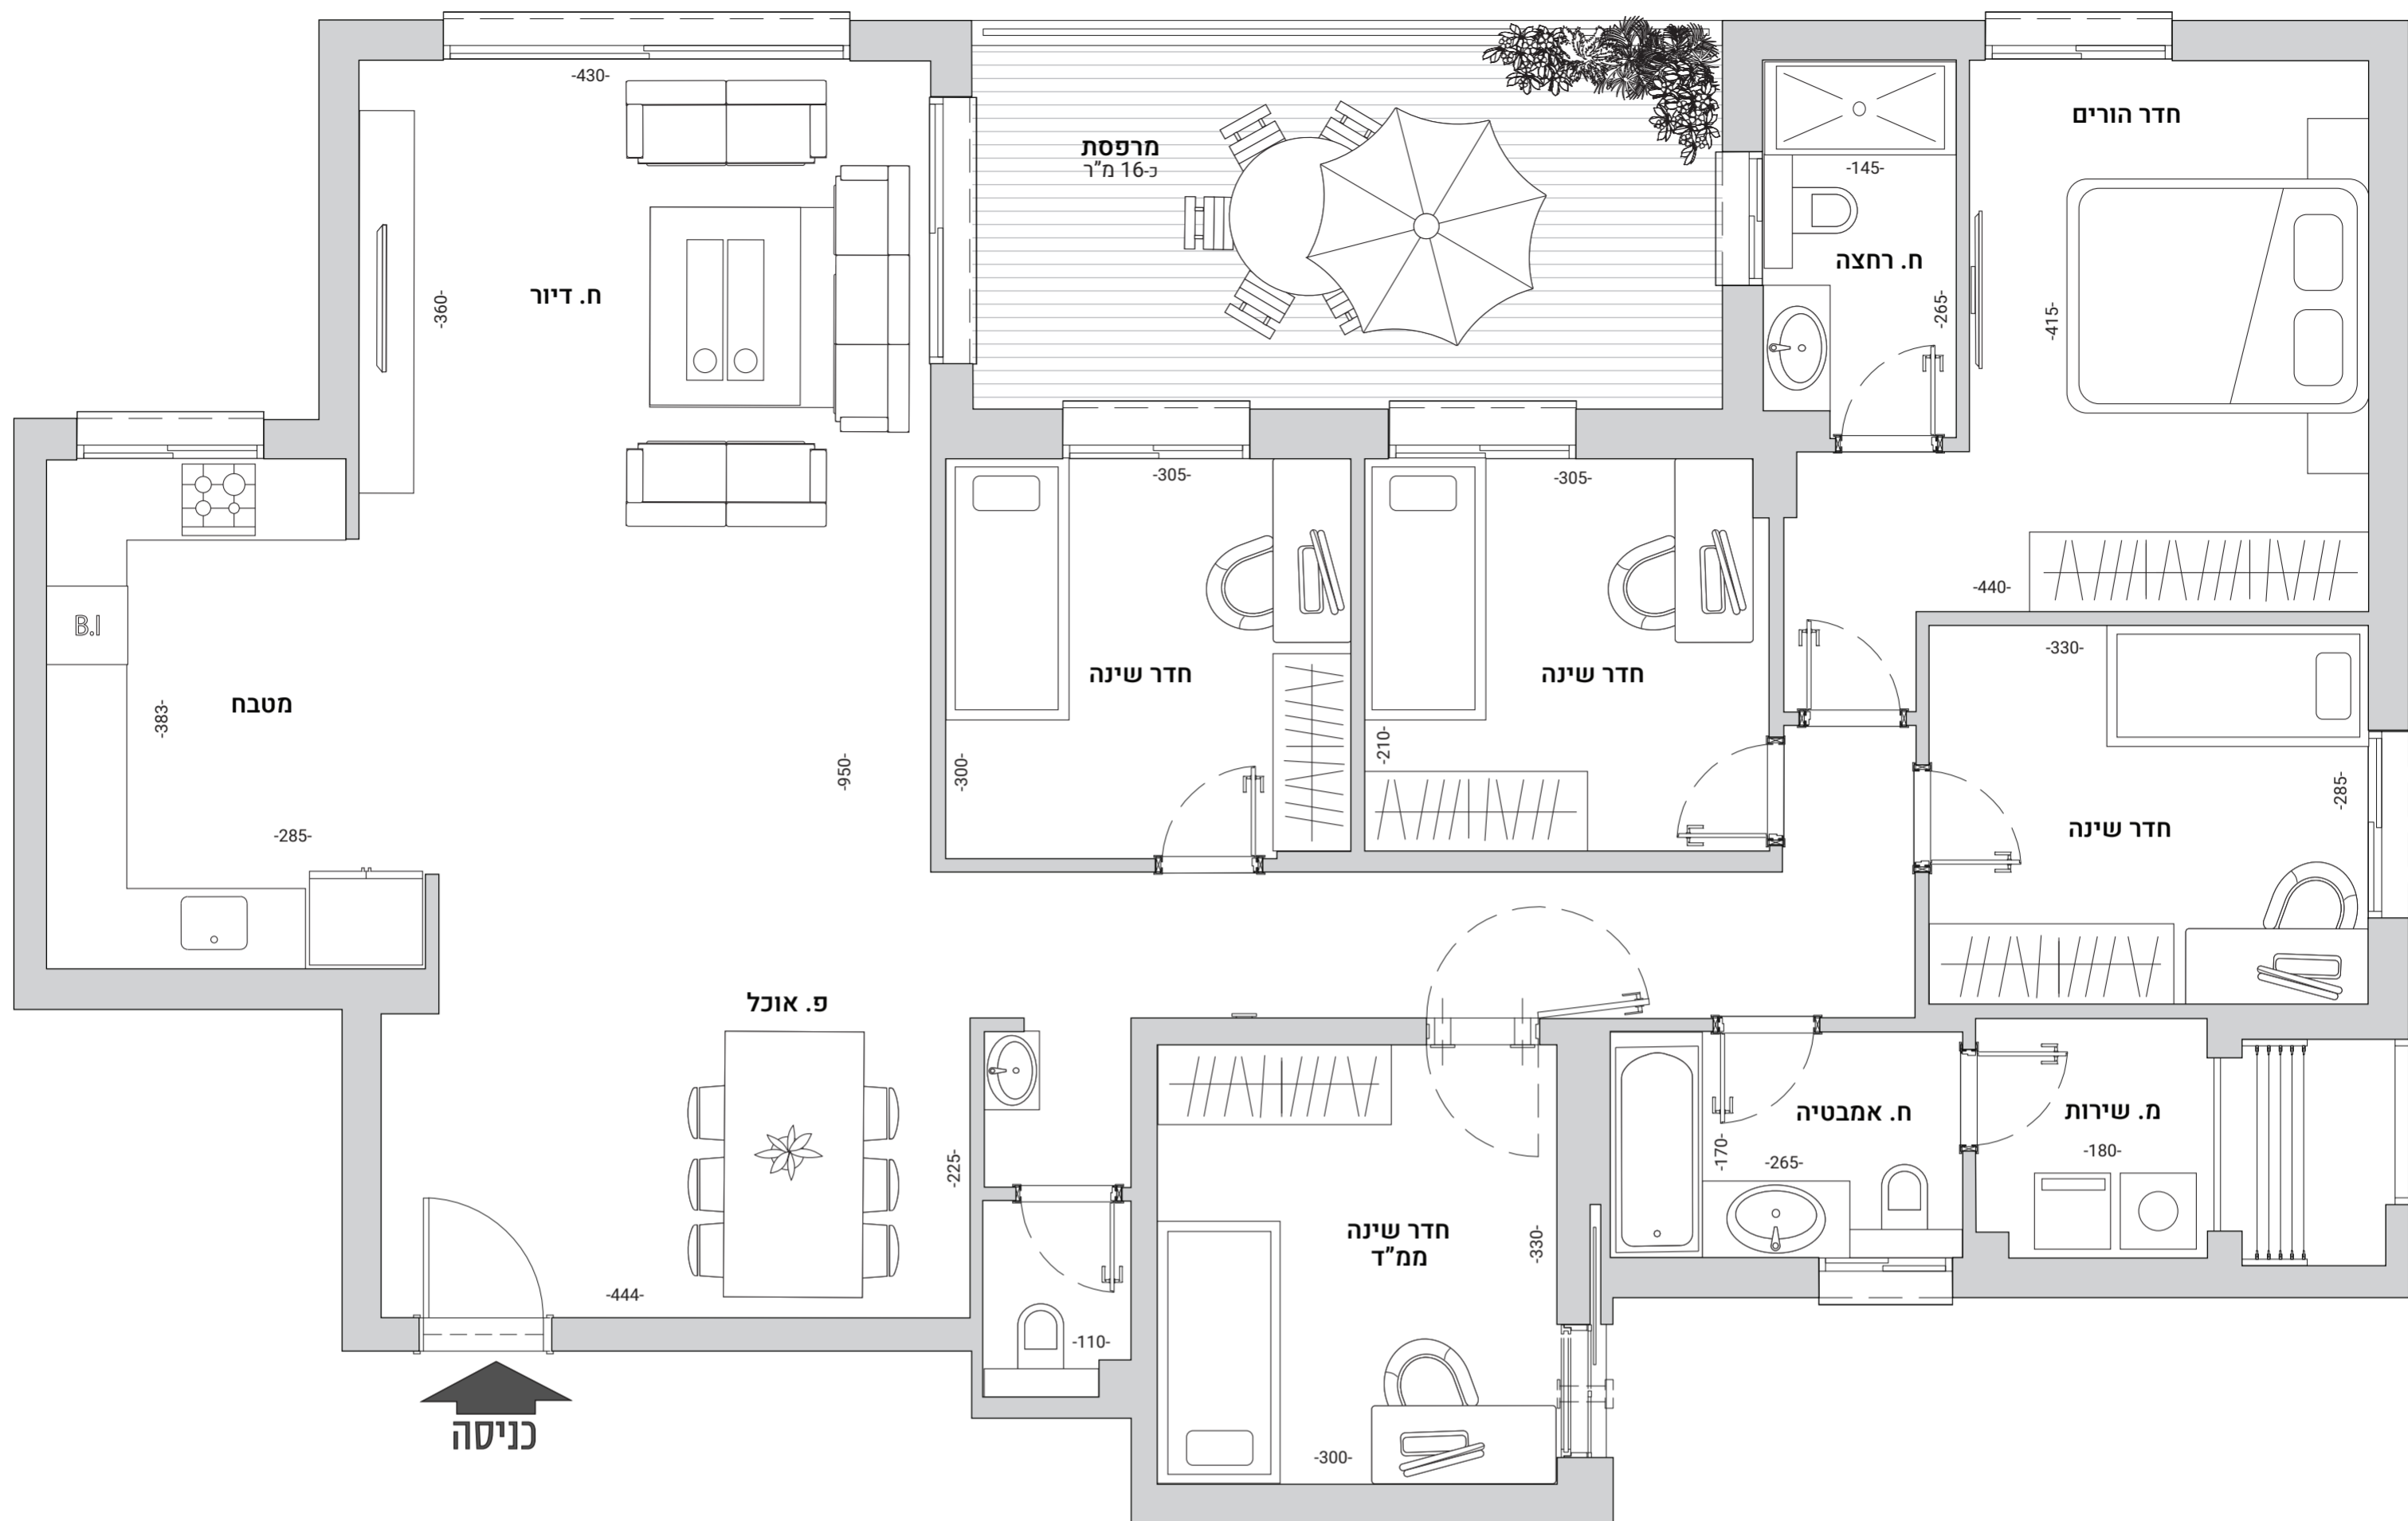 -430-
מרפסת
כ-16 מ"ר
חדר הורים
-145-
ח. רחצה
ח. דיור
-360-
-265-
-415-
-305-
-305-
-440-
B.I
-330-
חדר שינה
חדר שינה
מטבח
-383-
-950-
-300-
-210-
-285-
חדר שינה
-285-
פ. אוכל
ח. אמבטיה
מ. שירות
-225-
-170-
-265-
-180-
חדר שינה
ממ"ד
-330-
-444-
-110-
-300-
כניסה